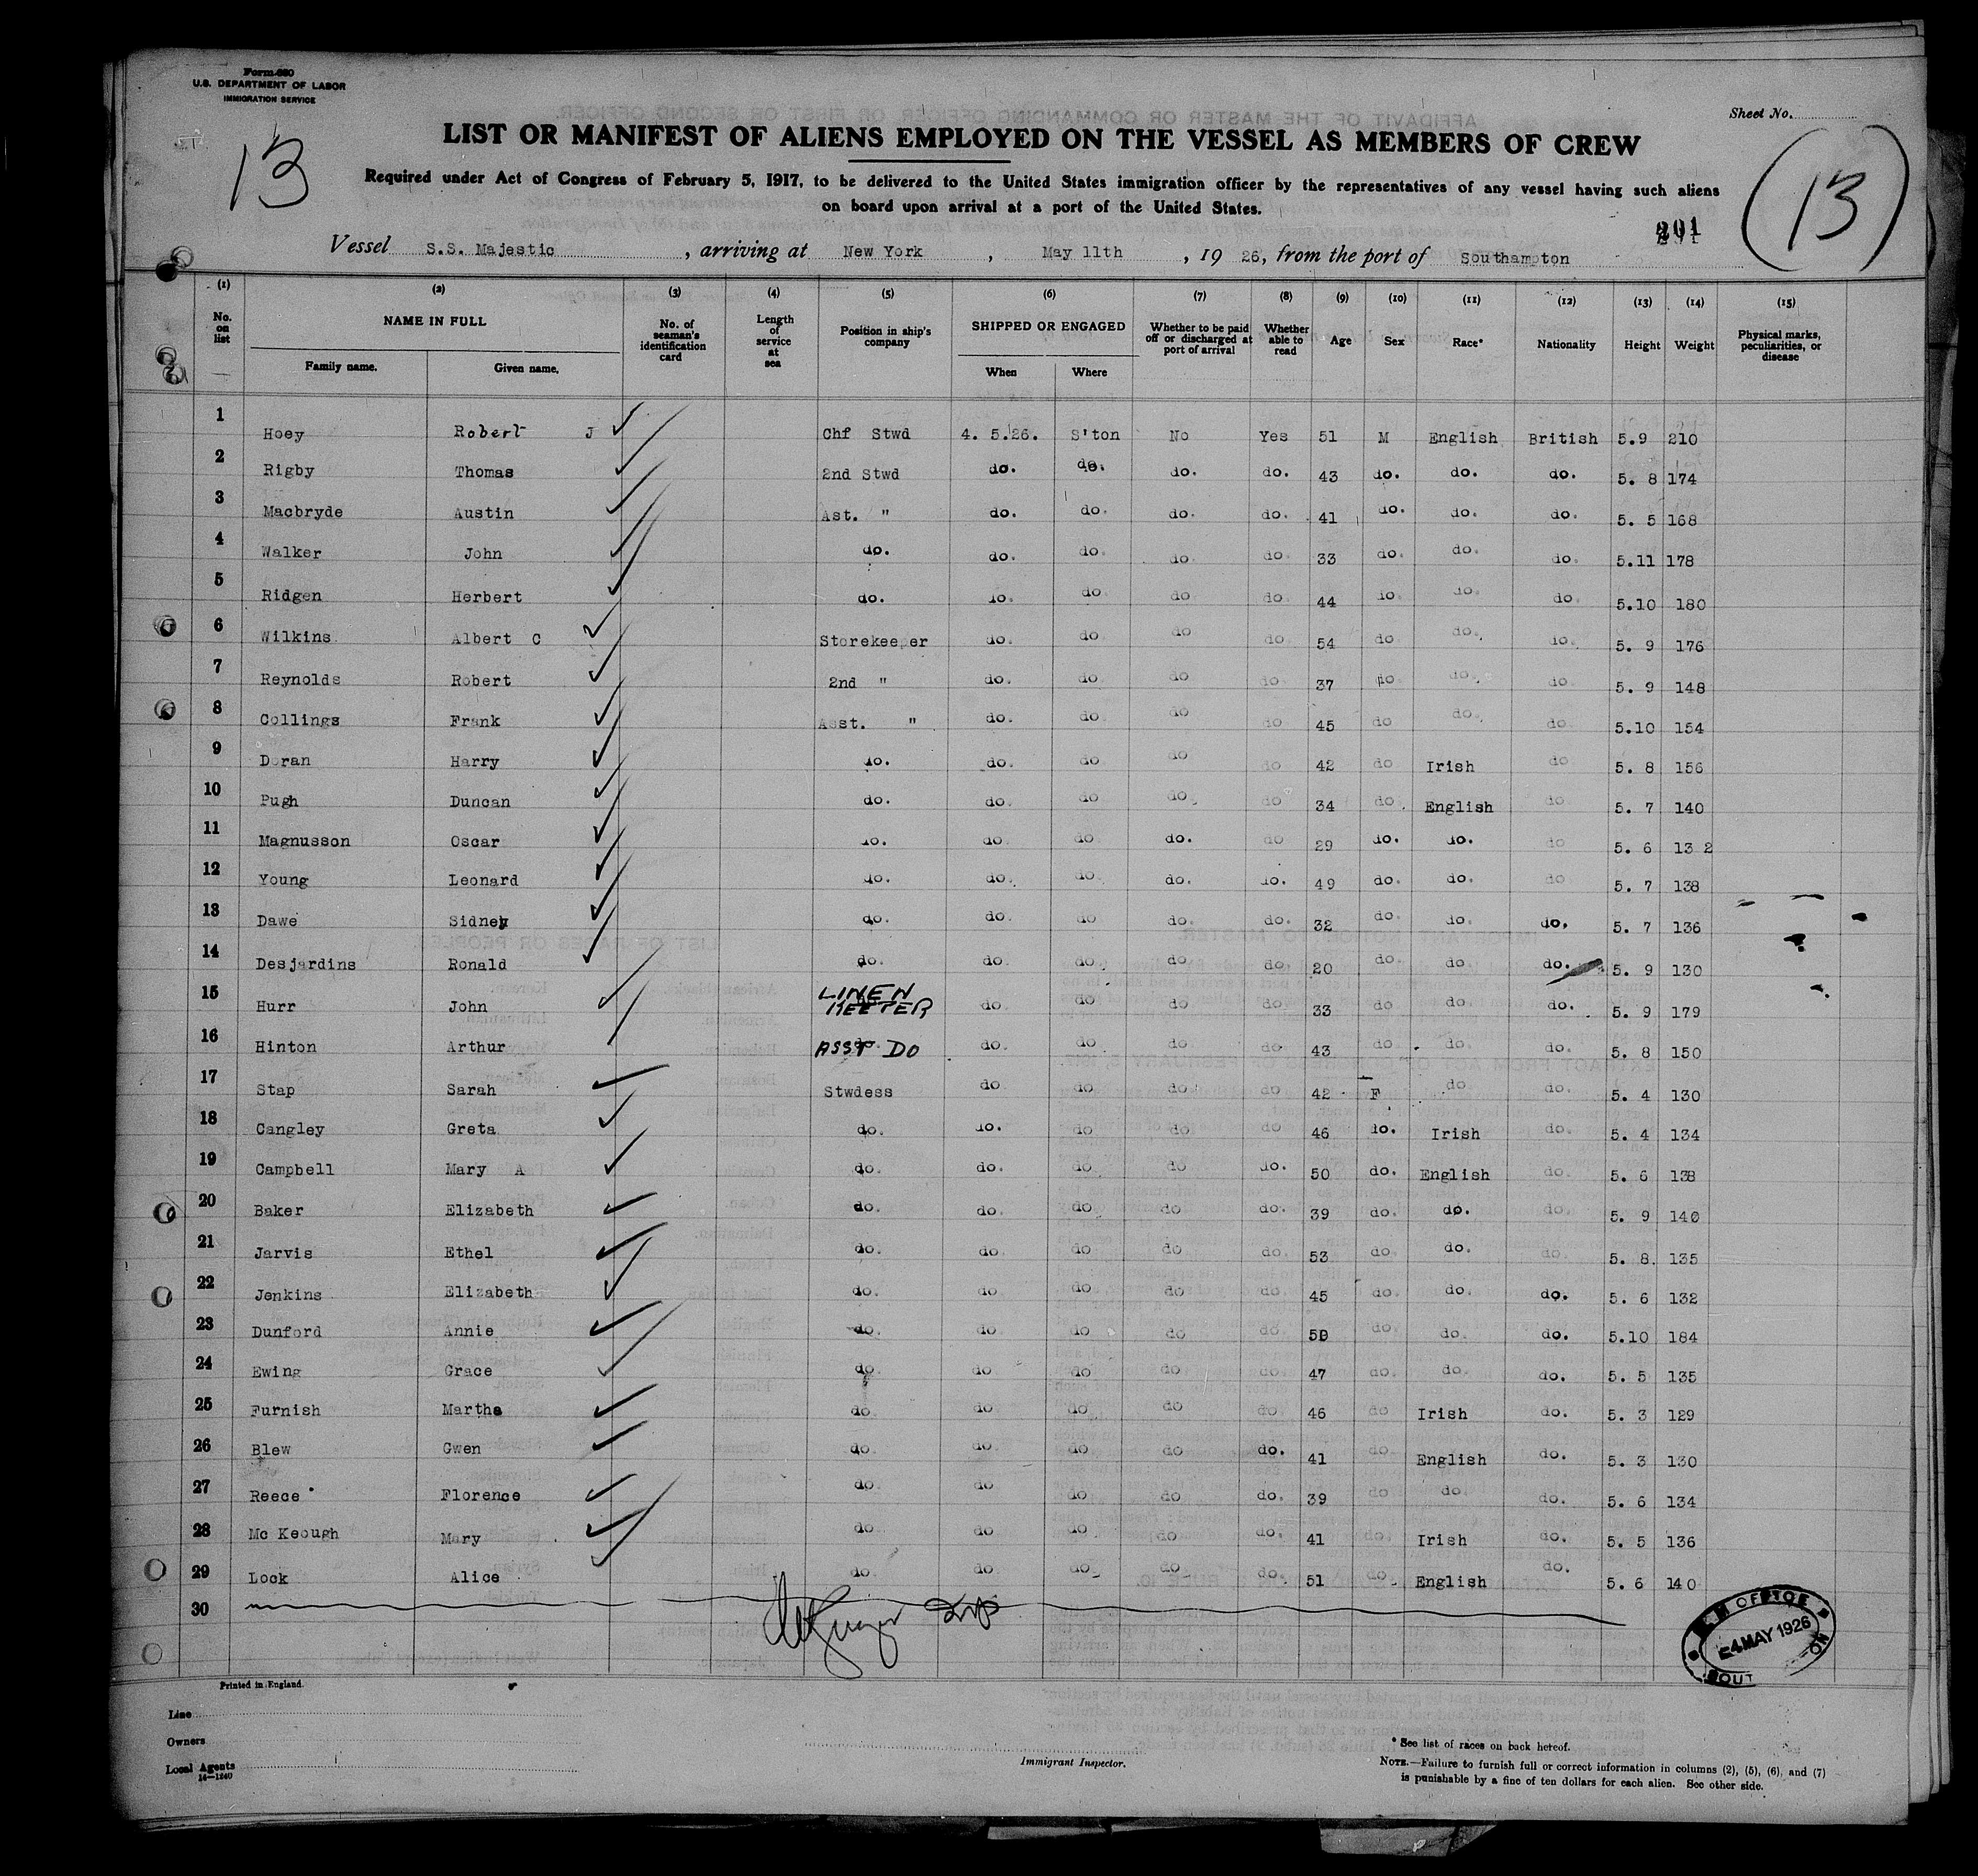 Form 680
U.S. DEPARTMENT OF LABOR
IMMIGRATION SERVICE
Sheet No.
13
(13)
LIST OR MANIFEST OF ALIENS EMPLOYED ON THE VESSEL AS MEMBERS OF CREW
Required under Act of Congress of February 5, 1917, to be delivered to the United States immigration officer by the representatives of any vessel having such aliens
on board upon arrival at a port of the United States.
201
Vessel S.S. Majestic, arriving at New York, May 11th, 19 26, from the port of Southampton
(1) (2) (3) (4) (5) (6) (7) (8) (9) (10) (11) (12) (13) (14) (15)
No. on list NAME IN FULL Family name. Given name. No. of seaman's identification card Length of service at sea Position in ship's company SHIPPED OR ENGAGED When Where Whether to be paid off or discharged at port of arrival Whether able to read Age Sex Race* Nationality Height Weight Physical marks, peculiarities, or disease
1 Hoey Robert J Chf Stwd 4. 5.26. S'ton No Yes 51 M English British 5.9 210
2 Rigby Thomas 2nd Stwd do. do. do. do. 43 do. do. do. 5. 8 174
3 Macbryde Austin Ast. " do. do. do. do. 41 do. do. do. 5. 5 168
4 Walker John do. do. do. do. do. 33 do. do. do. 5.11 178
5 Ridgen Herbert do. do. do. do. do. 44 do. do. do. 5.10 180
6 Wilkins Albert C Storekeeper do. do. do do. 54 do do. do. 5. 9 176
7 Reynolds Robert 2nd " do. do. do do. 37 do. do. do 5. 9 148
8 Collings Frank Asst. " do. do. do do 45 do do. do. 5.10 154
9 Doran Harry do. do. do do do 42 do Irish do 5. 8 156
10 Pugh Duncan do. do. do do. do 34 do. English do 5. 7 140
11 Magnusson Oscar do. do. do do. do 29 do. do. do 5. 6 13 2
12 Young Leonard do. do. do. do. do. 49 do. do. do 5. 7 138
13 Dawe Sidney do. do. do do. do. 32 do. do. do. 5. 7 136
14 Desjardins Ronald do. do. do. do. do 20 do. do do. 5. 9 130
15 Hurr John LINEN KEEPER do. do do do 33 do do. do. 5. 9 179
16 Hinton Arthur ASST DO do. do. do do 43 do do. do. 5. 8 150
17 Stap Sarah Stwdess do. do do. do 42 F do do. 5. 4 130
18 Cangley Greta do. do. do do do 46 do. Irish do. 5. 4 134
19 Campbell Mary A do. do. do. do do. 50 do. English do. 5. 6 138
20 Baker Elizabeth do. do. do do do. 39 do. do. do. 5. 9 140
21 Jarvis Ethel do. do. do do do. 53 do. do. do. 5. 8. 135
22 Jenkins Elizabeth do. do. do do do. 45 do. do. do. 5. 6 132
23 Dunford Annie do. do. do do do. do. do. do. 5.10 184
24 Ewing Grace do. do. do do do. 47 do. do. do. 5. 5 135
25 Furnish Martha do. do do. do do. 46 do Irish do. 5. 3 129
26 Blew Gwen do. do. do do do. 41 do English do. 5. 3 130
27 Reece Florence do. do do do do. 39 do do. do. 5. 6 134
28 Mc Keough Mary do. do do. do do. 41 do. Irish do. 5. 5 136
29 Lock Alice do. do do. do. do. 51 do. English do. 5. 6 140
30
OFFICE
4 MAY 1926
Printed in England.
Line
Owners
Local Agents
14—1240
Immigrant Inspector.
* See list of races on back hereof.
NOTE.—Failure to furnish full or correct information in columns (2), (5), (6), and (7)
is punishable by a fine of ten dollars for each alien. See other side.